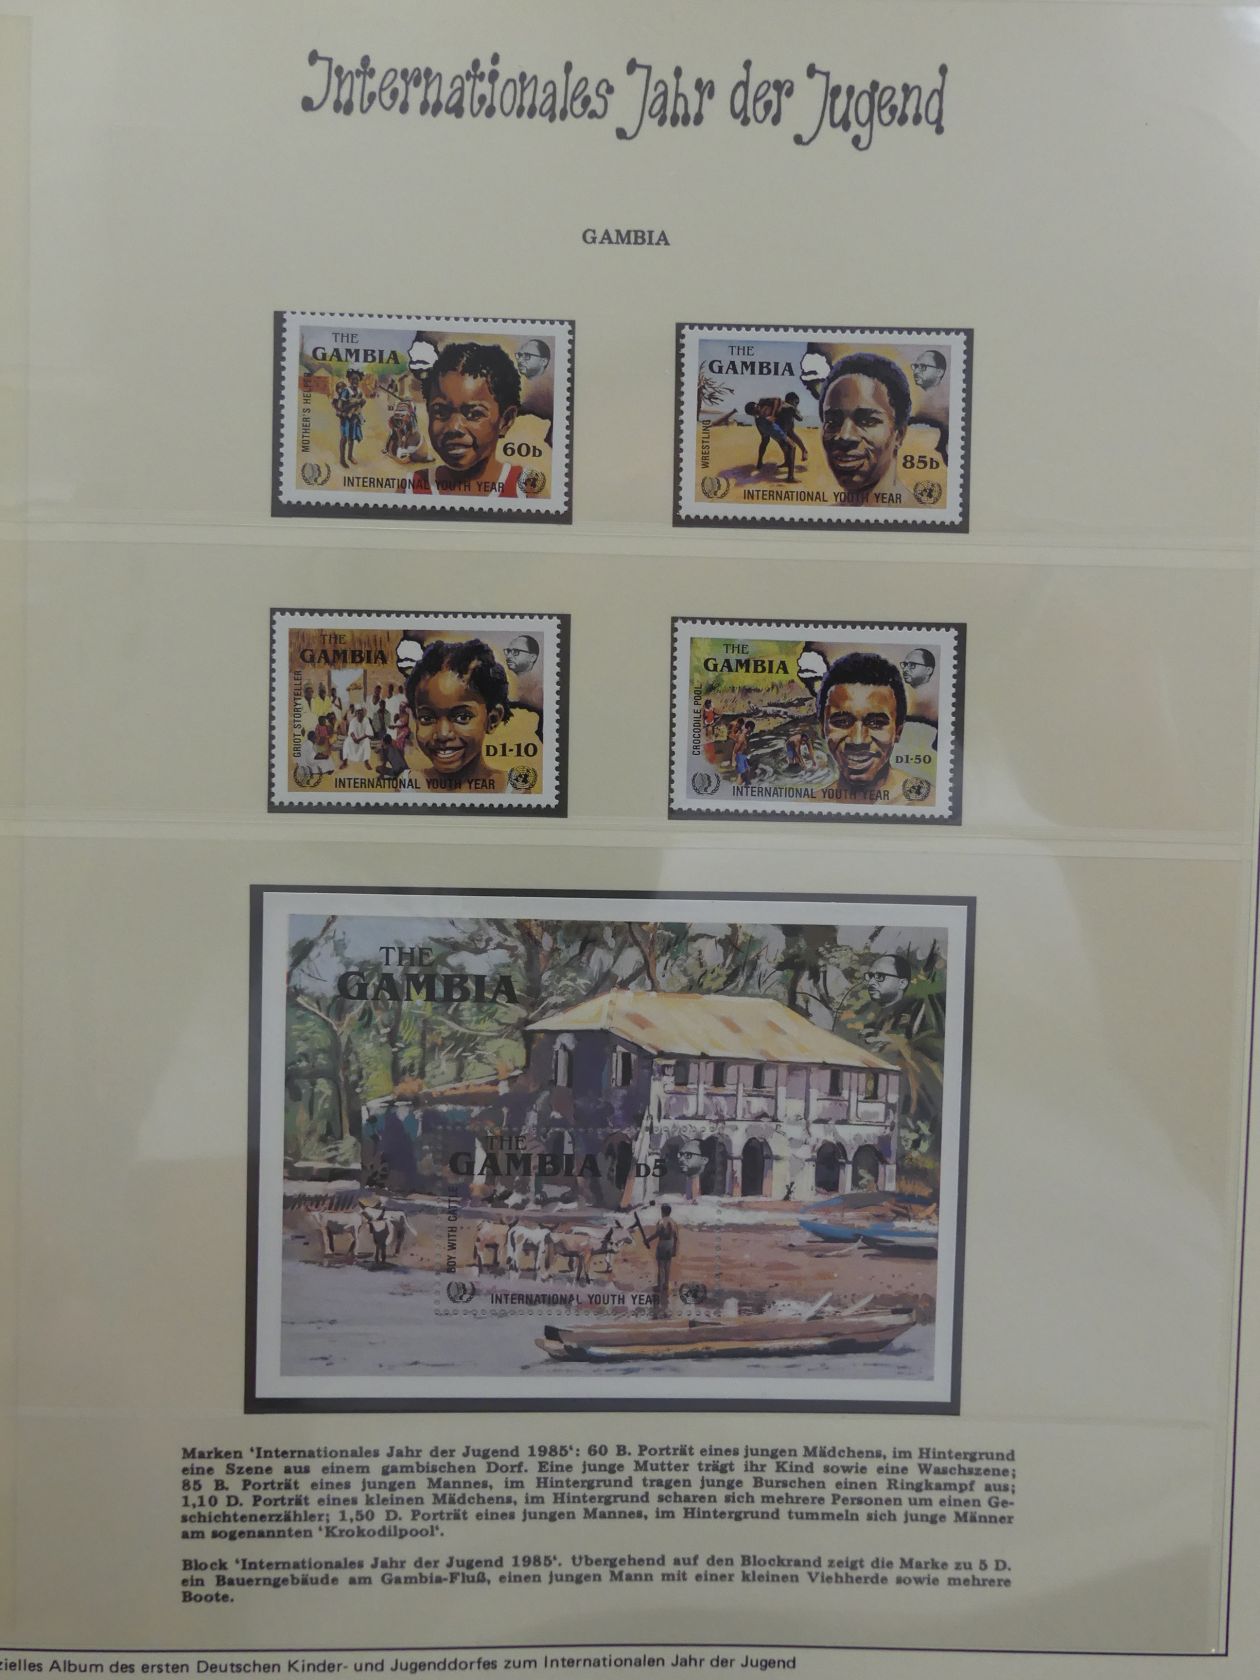 Internationales Jahr der Jugend
GAMBIA
THE
GAMBIA
MOTHER'S HELPER
60b
INTERNATIONAL YOUTH YEAR
THE
GAMBIA
WRESTLING
85b
INTERNATIONAL YOUTH YEAR
THE
GAMBIA
GRIOT STORYTELLER
D1·10
INTERNATIONAL YOUTH YEAR
THE
GAMBIA
CROCODILE POOL
D1·50
INTERNATIONAL YOUTH YEAR
THE
GAMBIA
THE
GAMBIA D5
BOY WITH CATTLE
INTERNATIONAL YOUTH YEAR
Marken ‘Internationales Jahr der Jugend 1985‘: 60 B. Porträt eines jungen Mädchens, im Hintergrund
eine Szene aus einem gambischen Dorf. Eine junge Mutter trägt ihr Kind sowie eine Waschszene;
85 B. Porträt eines jungen Mannes, im Hintergrund tragen junge Burschen einen Ringkampf aus;
1,10 D. Porträt eines kleinen Mädchens, im Hintergrund scharen sich mehrere Personen um einen Ge-
schichtenerzähler; 1,50 D. Porträt eines jungen Mannes, im Hintergrund tummeln sich junge Männer
am sogenannten ‘Krokodilpool‘.
Block ‘Internationales Jahr der Jugend 1985‘. Übergehend auf den Blockrand zeigt die Marke zu 5 D.
ein Bauerngebäude am Gambia-Fluß, einen jungen Mann mit einer kleinen Viehherde sowie mehrere
Boote.
zielles Album des ersten Deutschen Kinder- und Jugenddorfes zum Internationalen Jahr der Jugend